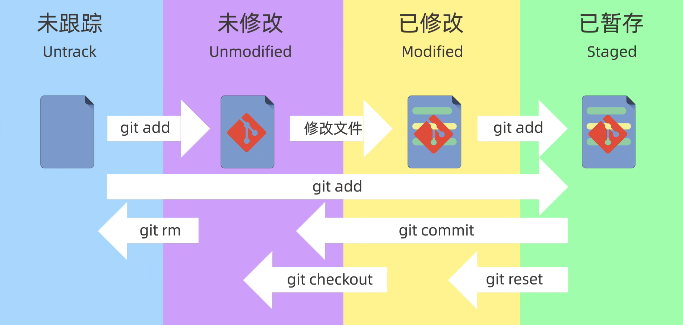 未跟踪
Untrack
未修改
Unmodified
已修改
Modified
已暂存
Staged
git add
修改文件
git add
git add
git rm
git commit
git checkout
git reset